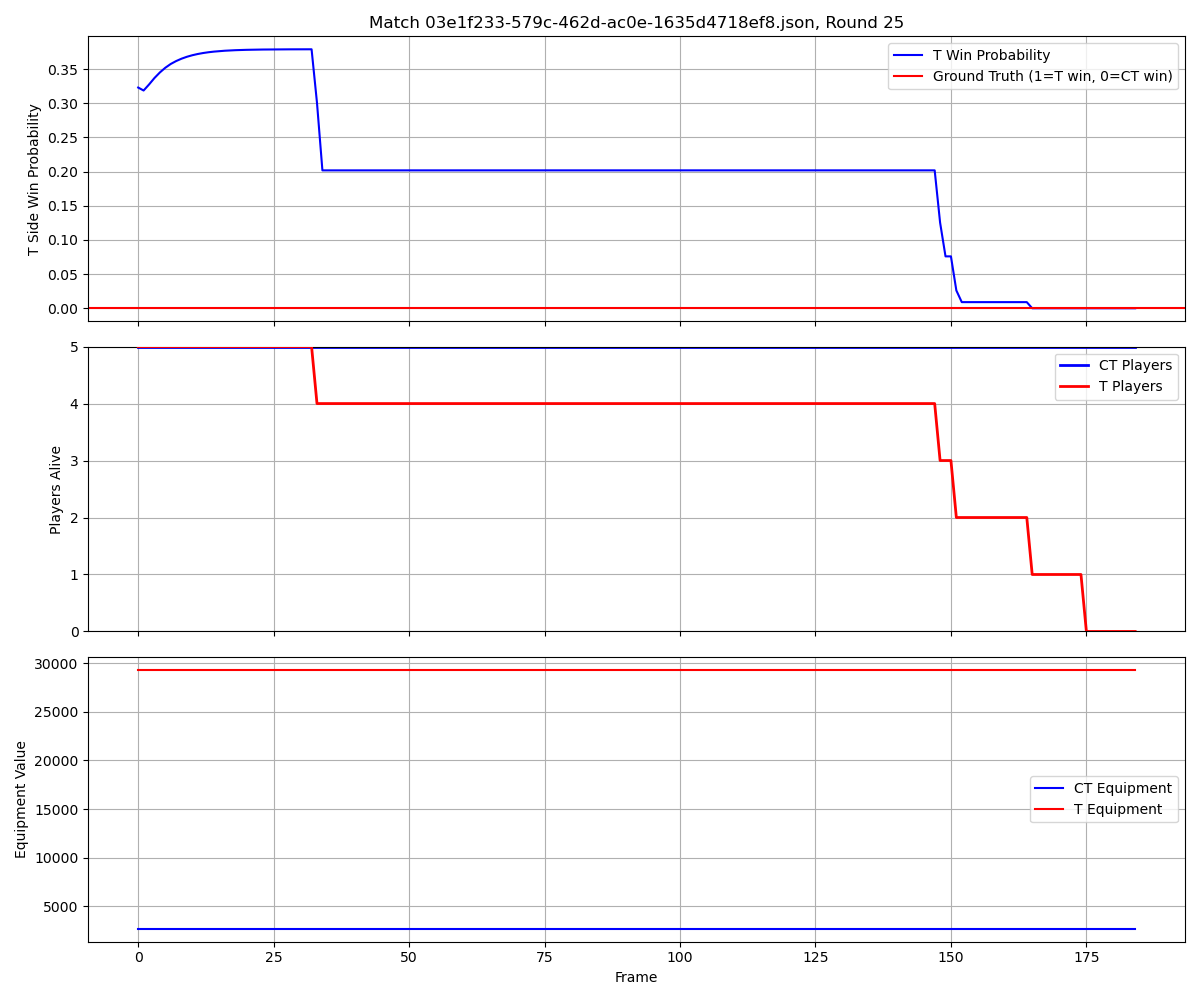 Match 03e1f233-579c-462d-ac0e-1635d4718ef8.json, Round 25
T Side Win Probability
0.35
0.30
0.25
0.20
0.15
0.10
0.05
0.00
T Win Probability
Ground Truth (1=T win, 0=CT win)
Players Alive
5
4
3
2
1
0
CT Players
T Players
Equipment Value
30000
25000
20000
15000
10000
5000
CT Equipment
T Equipment
0 25 50 75 100 125 150 175
Frame